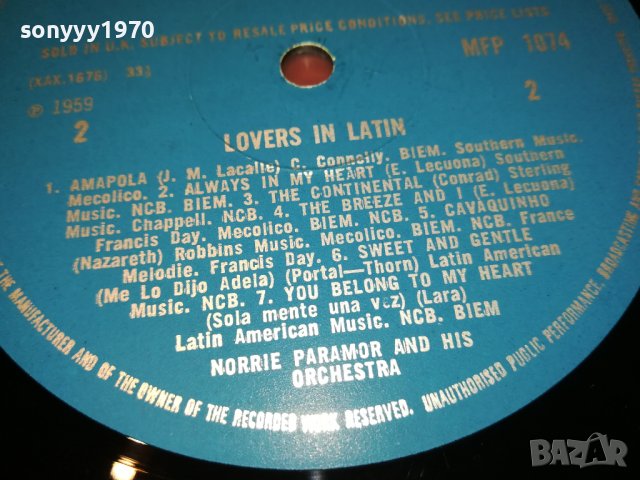 sonyyy1970
SOLD IN U.K. SUBJECT TO RESALE PRICE CONDITIONS, SEE PRICE LISTS
(XAX.1676) 33⅓
MFP 1074
℗ 1959
2
2
LOVERS IN LATIN
1. AMAPOLA (J. M. Lacalle) C. Connelly. BIEM. Southern Music.
Mecolico. 2. ALWAYS IN MY HEART (E. Lecuona) Southern
Music. NCB. BIEM. 3. THE CONTINENTAL (Conrad) Sterling
Music. Chappell. NCB. 4. THE BREEZE AND I (E. Lecuona)
Francis Day. Mecolico. BIEM. NCB. 5. CAVAQUINHO
(Nazareth) Robbins Music. Mecolico. BIEM. NCB. France
Melodie. Francis Day. 6. SWEET AND GENTLE
(Me Lo Dijo Adela) (Portal—Thorn) Latin American
Music. NCB. 7. YOU BELONG TO MY HEART
(Sola mente una vez) (Lara)
Latin American Music. NCB. BIEM
NORRIE PARAMOR AND HIS
ORCHESTRA
MANUFACTURER AND OF THE OWNER OF THE RECORDED WORK RESERVED. UNAUTHORISED PUBLIC PERFORMANCE, BROADCASTING
BAZAR